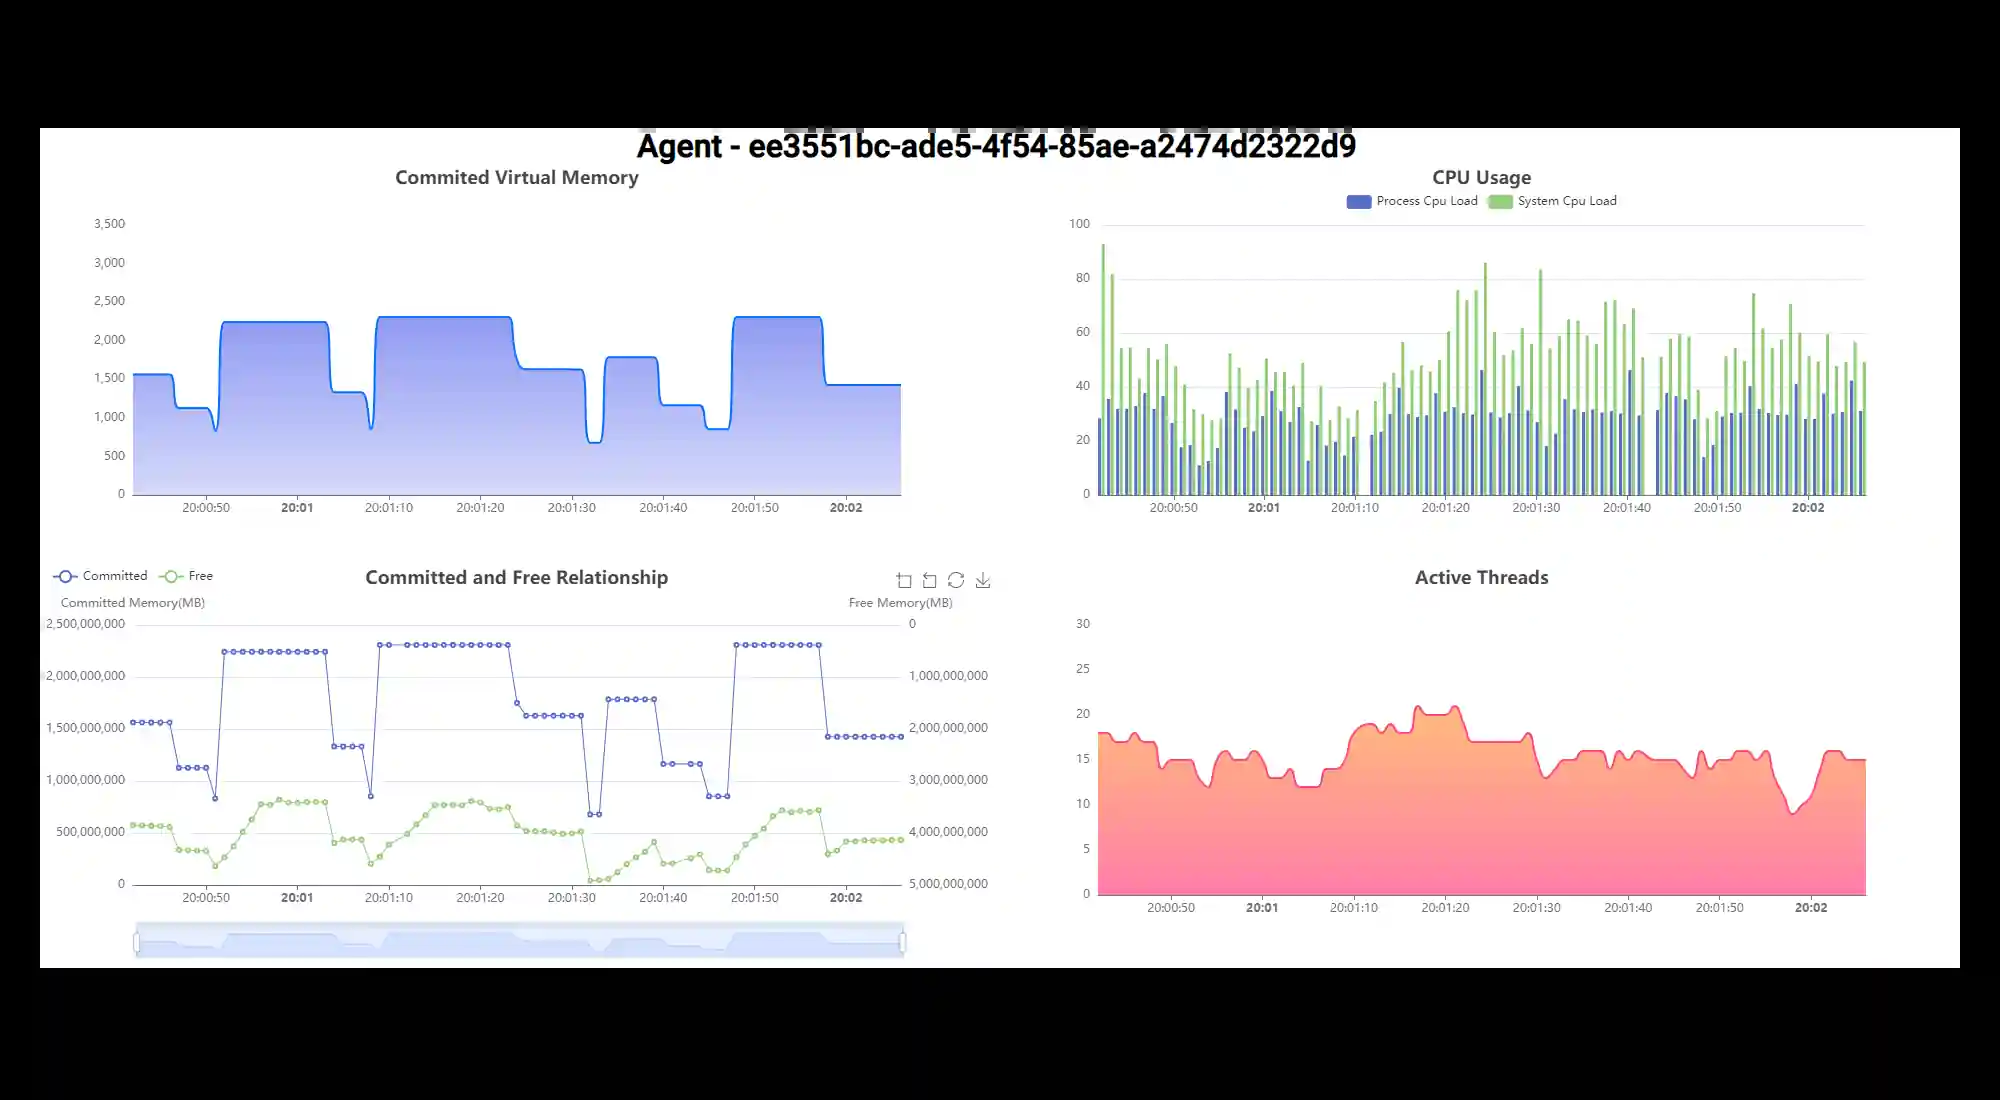 Agent - ee3551bc-ade5-4f54-85ae-a2474d2322d9
Commited Virtual Memory
3,500
3,000
2,500
2,000
1,500
1,000
500
0
20:00:50 20:01 20:01:10 20:01:20 20:01:30 20:01:40 20:01:50 20:02
CPU Usage
Process Cpu Load System Cpu Load
100
80
60
40
20
0
20:00:50 20:01 20:01:10 20:01:20 20:01:30 20:01:40 20:01:50 20:02
Committed Free
Committed and Free Relationship
Committed Memory(MB) Free Memory(MB)
2,500,000,000 0
2,000,000,000 1,000,000,000
1,500,000,000 2,000,000,000
1,000,000,000 3,000,000,000
500,000,000 4,000,000,000
0 5,000,000,000
20:00:50 20:01 20:01:10 20:01:20 20:01:30 20:01:40 20:01:50 20:02
Active Threads
30
25
20
15
10
5
0
20:00:50 20:01 20:01:10 20:01:20 20:01:30 20:01:40 20:01:50 20:02